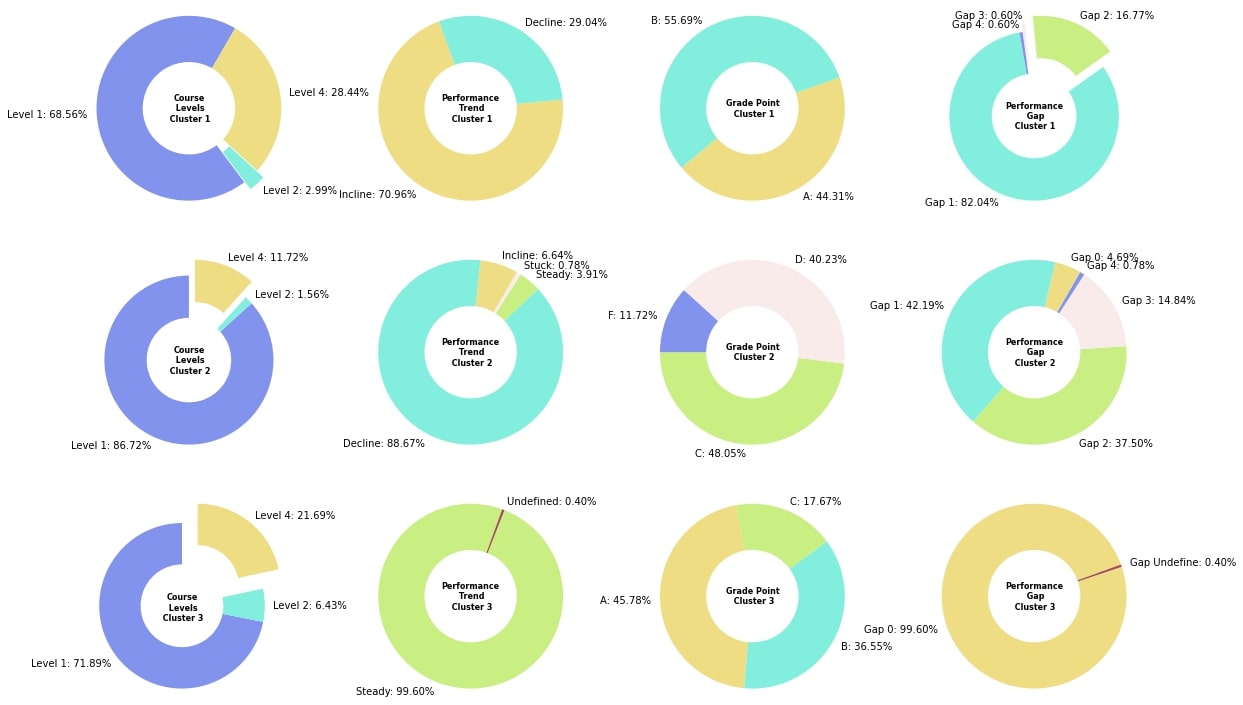 Level 1: 68.56%
Course
Levels
Cluster 1
Level 4: 28.44%
Level 2: 2.99%
Decline: 29.04%
Performance
Trend
Cluster 1
Incline: 70.96%
B: 55.69%
Grade Point
Cluster 1
A: 44.31%
Gap 3: 0.60%
Gap 4: 0.60%
Gap 2: 16.77%
Performance
Gap
Cluster 1
Gap 1: 82.04%
Level 4: 11.72%
Level 2: 1.56%
Course
Levels
Cluster 2
Level 1: 86.72%
Incline: 6.64%
Stuck: 0.78%
Steady: 3.91%
Performance
Trend
Cluster 2
Decline: 88.67%
D: 40.23%
F: 11.72%
Grade Point
Cluster 2
C: 48.05%
Gap 0: 4.69%
Gap 4: 0.78%
Gap 3: 14.84%
Gap 1: 42.19%
Performance
Gap
Cluster 2
Gap 2: 37.50%
Level 4: 21.69%
Level 2: 6.43%
Course
Levels
Cluster 3
Level 1: 71.89%
Undefined: 0.40%
Performance
Trend
Cluster 3
Steady: 99.60%
C: 17.67%
A: 45.78%
Grade Point
Cluster 3
B: 36.55%
Gap Undefine: 0.40%
Performance
Gap
Cluster 3
Gap 0: 99.60%